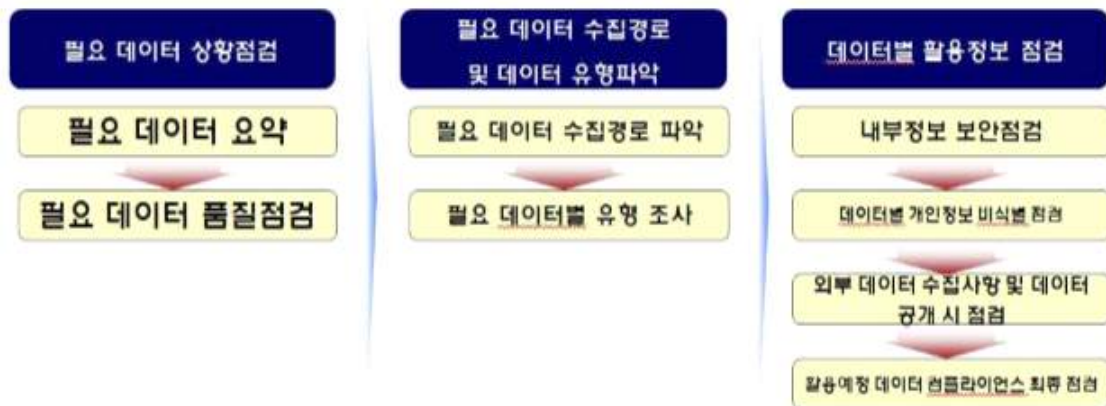 필요 데이터 상황점검
필요 데이터 요약
필요 데이터 품질점검
필요 데이터 수집경로
및 데이터 유형파악
필요 데이터 수집경로 파악
필요 데이터별 유형 조사
데이터별 활용정보 점검
내부정보 보안점검
데이터별 개인정보 비식별 점검
외부 데이터 수집사항 및 데이터
공개 시 점검
활용예정 데이터 컴플라이언스 최종 점검